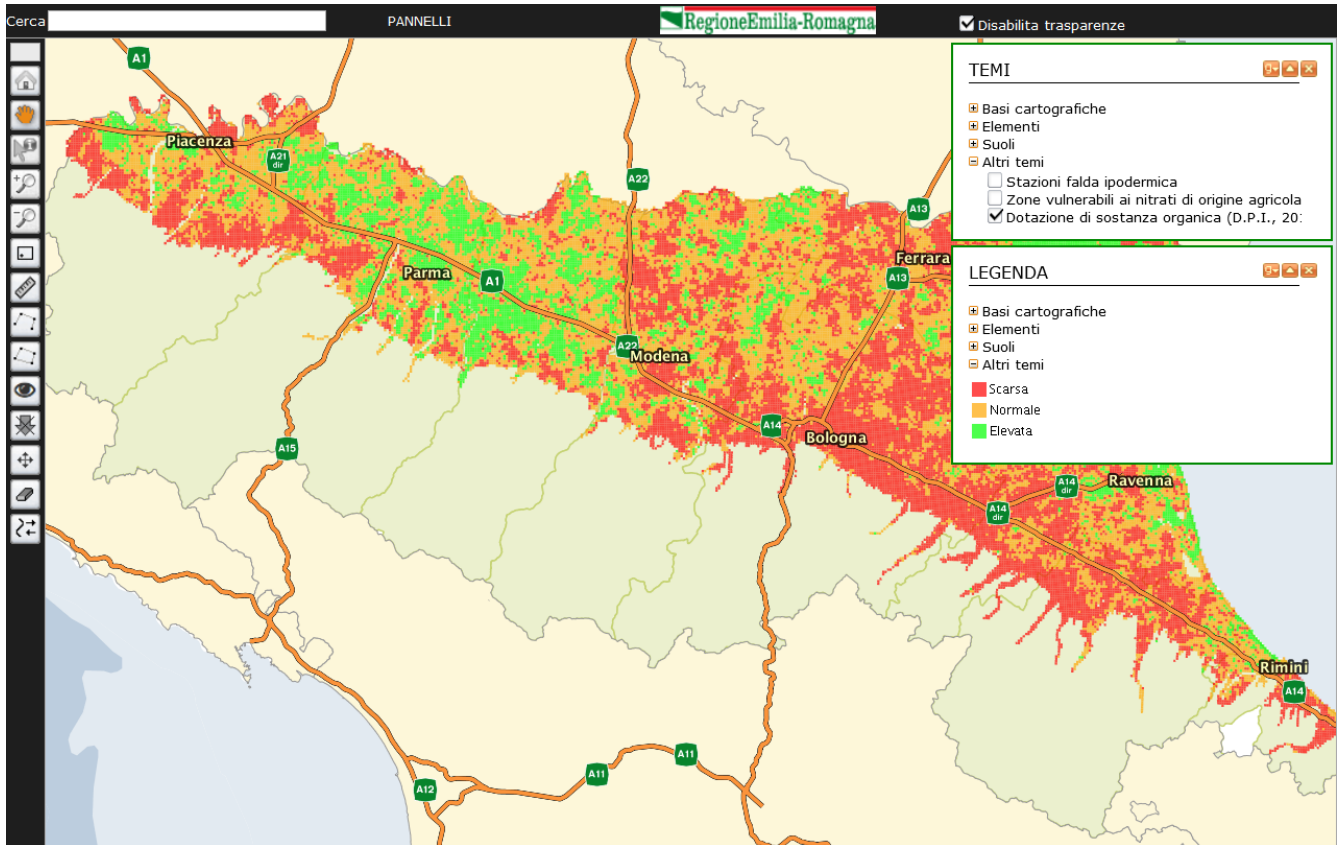 Cerca
PANNELLI
RegioneEmilia-Romagna
Disabilita trasparenze
TEMI
Basi cartografiche
Elementi
Suoli
Altri temi
Stazioni falda ipodermica
Zone vulnerabili ai nitrati di origine agricola
Dotazione di sostanza organica (D.P.I., 20
LEGENDA
Basi cartografiche
Elementi
Suoli
Altri temi
Scarsa
Normale
Elevata
A1
Piacenza
A21
dir
A22
A13
Ferrara
Parma
A1
A13
A22
Modena
A14
Bologna
A15
A14
dir
Ravenna
A14
dir
Rimini
A14
A11
A11
A12